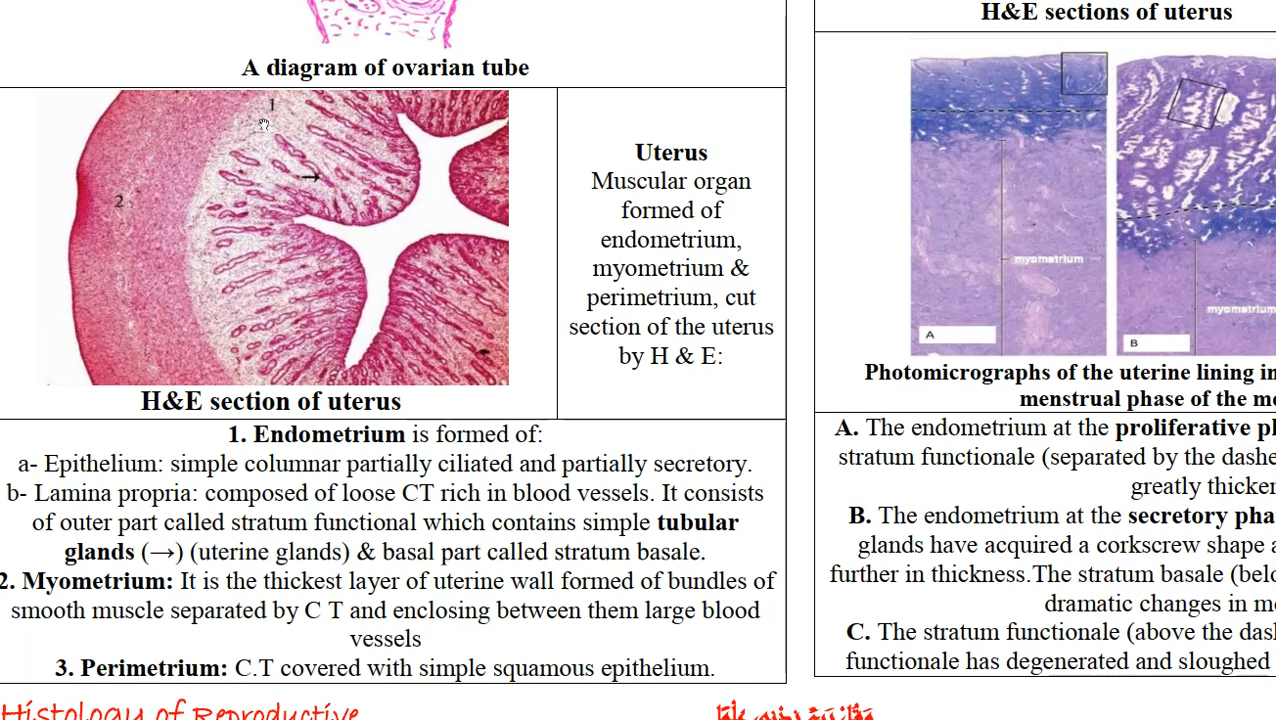 H&E sections of uterus
A diagram of ovarian tube
1
2
Uterus
Muscular organ
formed of
endometrium,
myometrium &
perimetrium, cut
section of the uterus
by H & E:
H&E section of uterus
1. Endometrium is formed of:
a- Epithelium: simple columnar partially ciliated and partially secretory.
b- Lamina propria: composed of loose CT rich in blood vessels. It consists
of outer part called stratum functional which contains simple tubular
glands (→) (uterine glands) & basal part called stratum basale.
2. Myometrium: It is the thickest layer of uterine wall formed of bundles of
smooth muscle separated by C T and enclosing between them large blood
vessels
3. Perimetrium: C.T covered with simple squamous epithelium.
myometrium
A
myometrium
B
Photomicrographs of the uterine lining in
menstrual phase of the
A. The endometrium at the proliferative
stratum functionale (separated by the
greatly
B. The endometrium at the secretory
glands have acquired a corkscrew shape
further in thickness.The stratum basale
dramatic changes in
C. The stratum functionale (above the
functionale has degenerated and sloughed
Histology of Reproductive